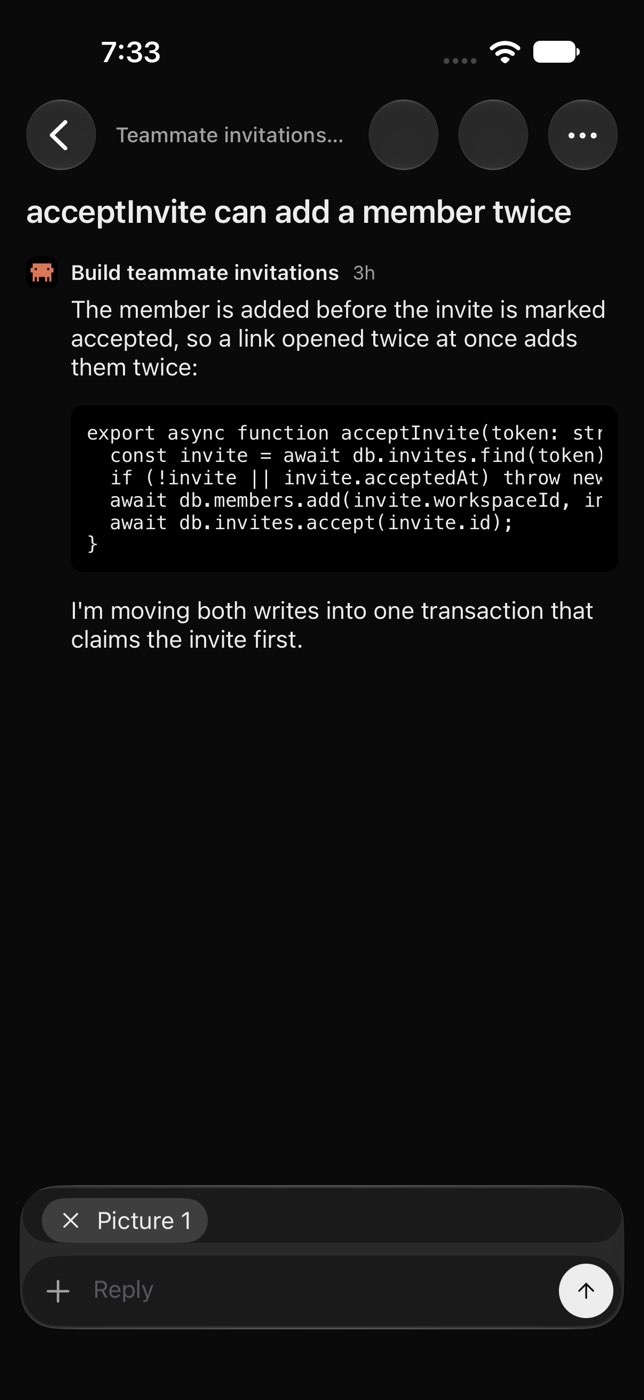 7:33
Teammate invitations...
acceptInvite can add a member twice
Build teammate invitations 3h
The member is added before the invite is marked
accepted, so a link opened twice at once adds
them twice:
export async function acceptInvite(token: str
  const invite = await db.invites.find(token)
  if (!invite || invite.acceptedAt) throw new
  await db.members.add(invite.workspaceId, in
  await db.invites.accept(invite.id);
}
I'm moving both writes into one transaction that
claims the invite first.
Picture 1
Reply